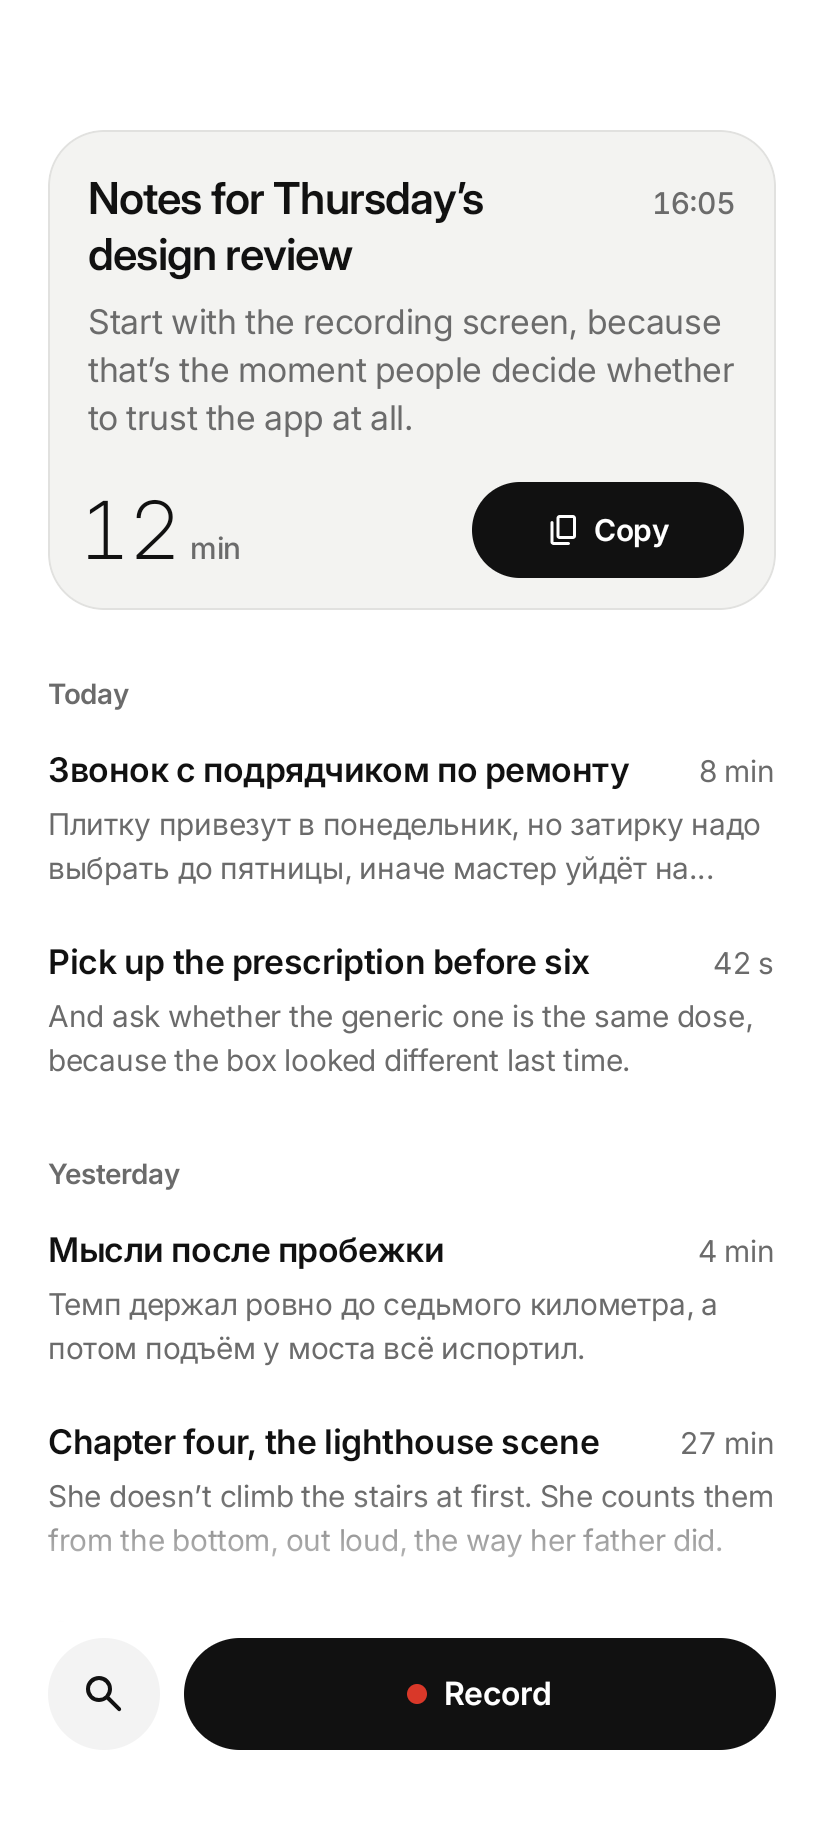 Notes for Thursday’s
16:05
design review
Start with the recording screen, because
that’s the moment people decide whether
to trust the app at all.
12 min
Copy
Today
Звонок с подрядчиком по ремонту
8 min
Плитку привезут в понедельник, но затирку надо
выбрать до пятницы, иначе мастер уйдёт на…
Pick up the prescription before six
42 s
And ask whether the generic one is the same dose,
because the box looked different last time.
Yesterday
Мысли после пробежки
4 min
Темп держал ровно до седьмого километра, а
потом подъём у моста всё испортил.
Chapter four, the lighthouse scene
27 min
She doesn’t climb the stairs at first. She counts them
from the bottom, out loud, the way her father did.
Record